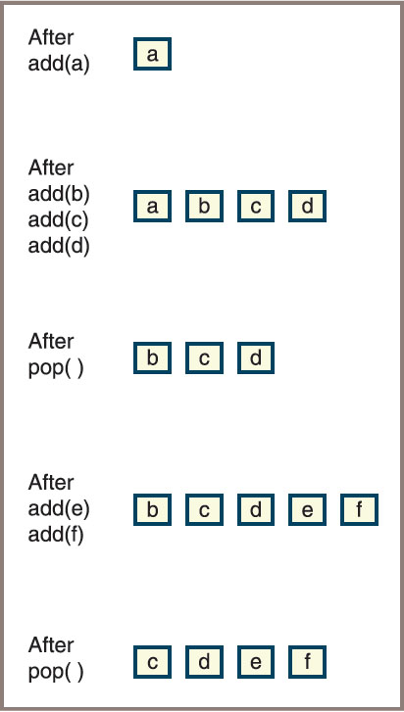 After
add(a)
a
After
add(b)
add(c)
add(d)
a b c d
After
pop( )
b c d
After
add(e)
add(f)
b c d e f
After
pop( )
c d e f